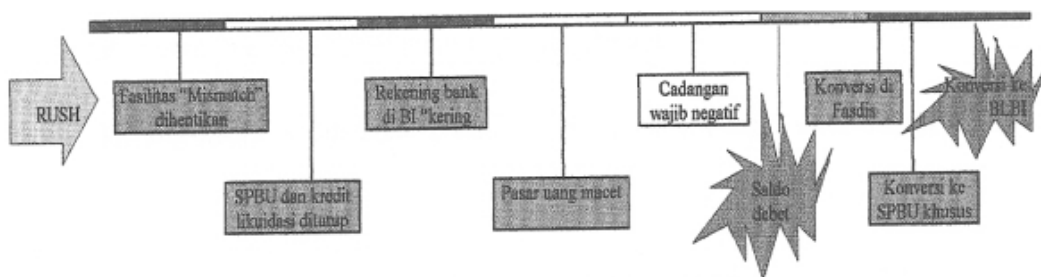 RUSH
Fasilitas "Mismatch"
dihentikan
SPBU dan kredit
likuidasi ditutup
Rekening bank
di BI "kering
Pasar uang macet
Cadangan
wajib negatif
Saldo
debet
Konversi di
Fasdis
Konversi ke
SPBU khusus
Konversi ke
BLBI